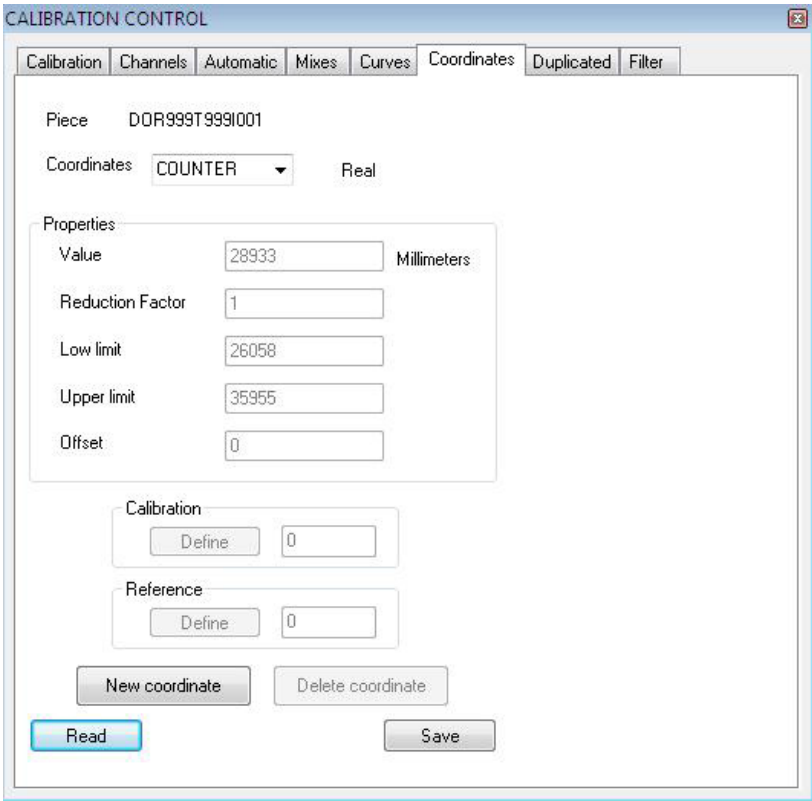 CALIBRATION CONTROL
Calibration Channels Automatic Mixes Curves Coordinates Duplicated Filter
Piece DOR999T999I001
Coordinates COUNTER Real
Properties
Value 28933 Millimeters
Reduction Factor 1
Low limit 26058
Upper limit 35955
Offset 0
Calibration
Define 0
Reference
Define 0
New coordinate Delete coordinate
Read Save